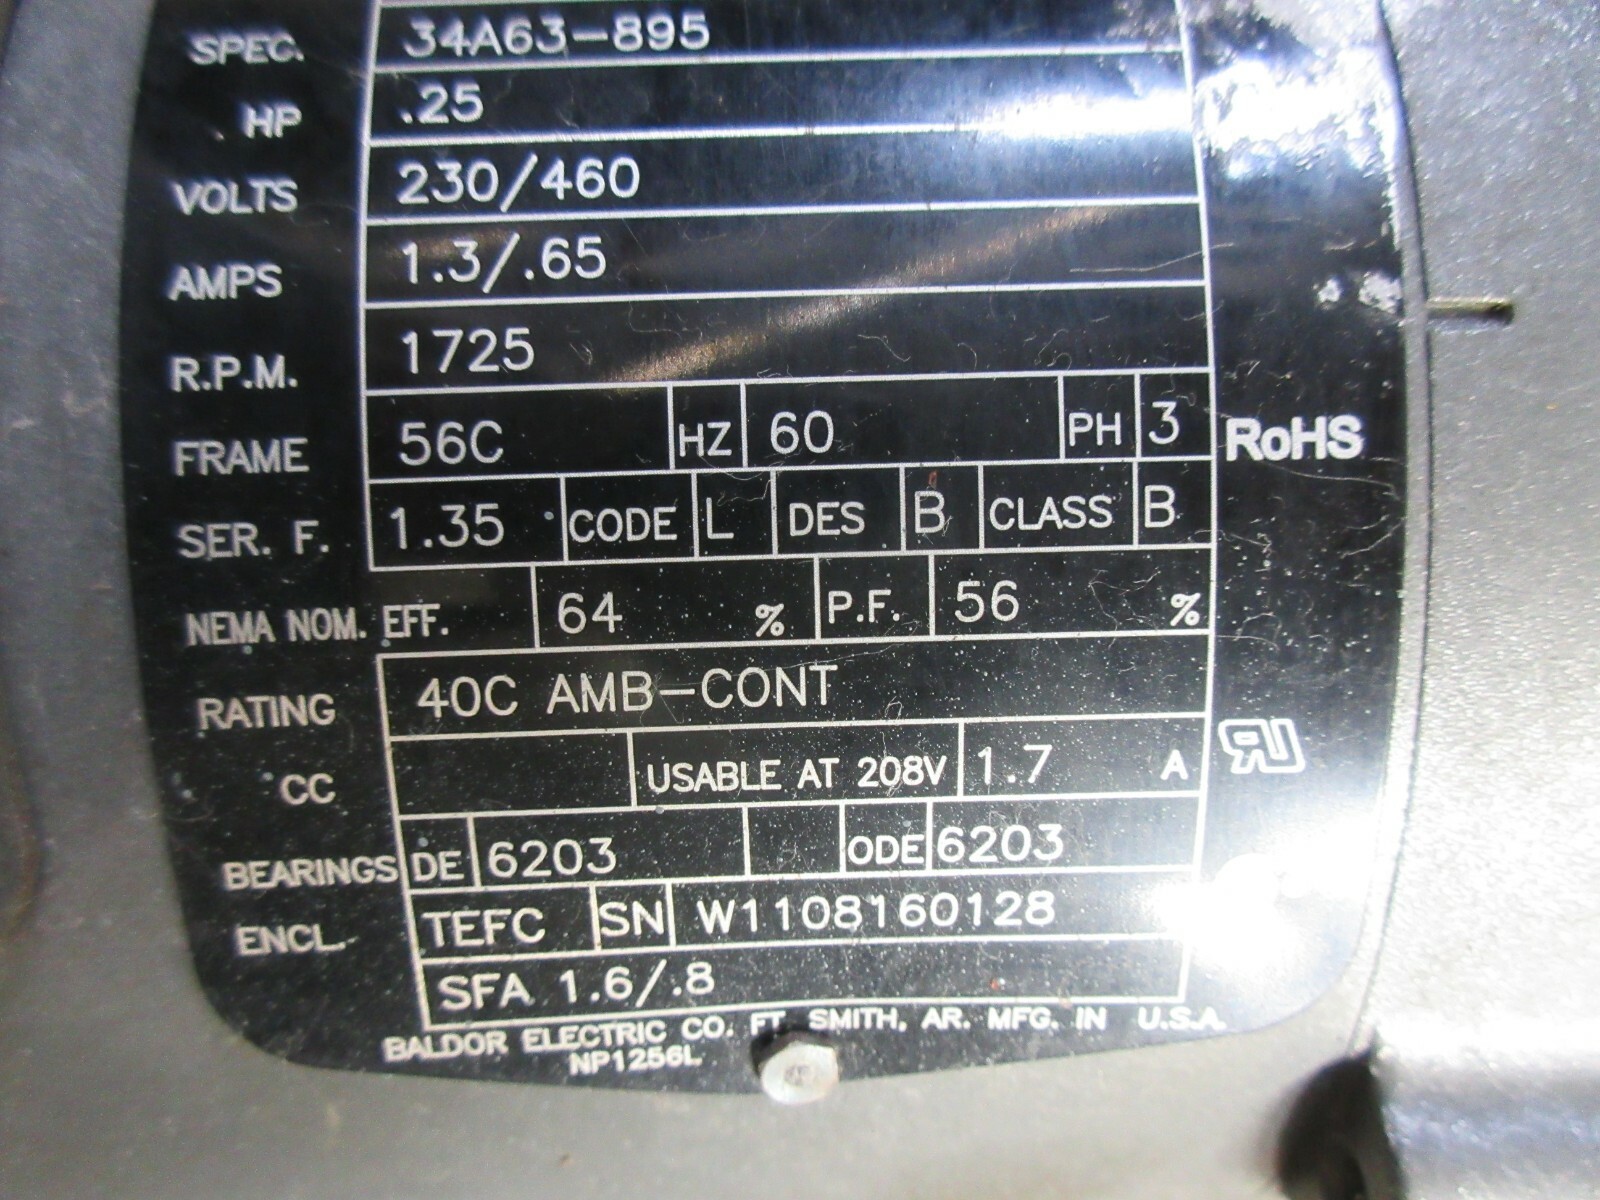 SPEC. 34A63-895
HP .25
VOLTS 230/460
AMPS 1.3/.65
R.P.M. 1725
FRAME 56C HZ 60 PH 3
RoHS
SER. F. 1.35 CODE L DES B CLASS B
NEMA NOM. EFF. 64 % P.F. 56 %
RATING 40C AMB-CONT
CC USABLE AT 208V 1.7 A
BEARINGS DE 6203 ODE 6203
ENCL. TEFC SN W1108160128
SFA 1.6/.8
BALDOR ELECTRIC CO. FT. SMITH, AR. MFG. IN U.S.A.
NP1256L